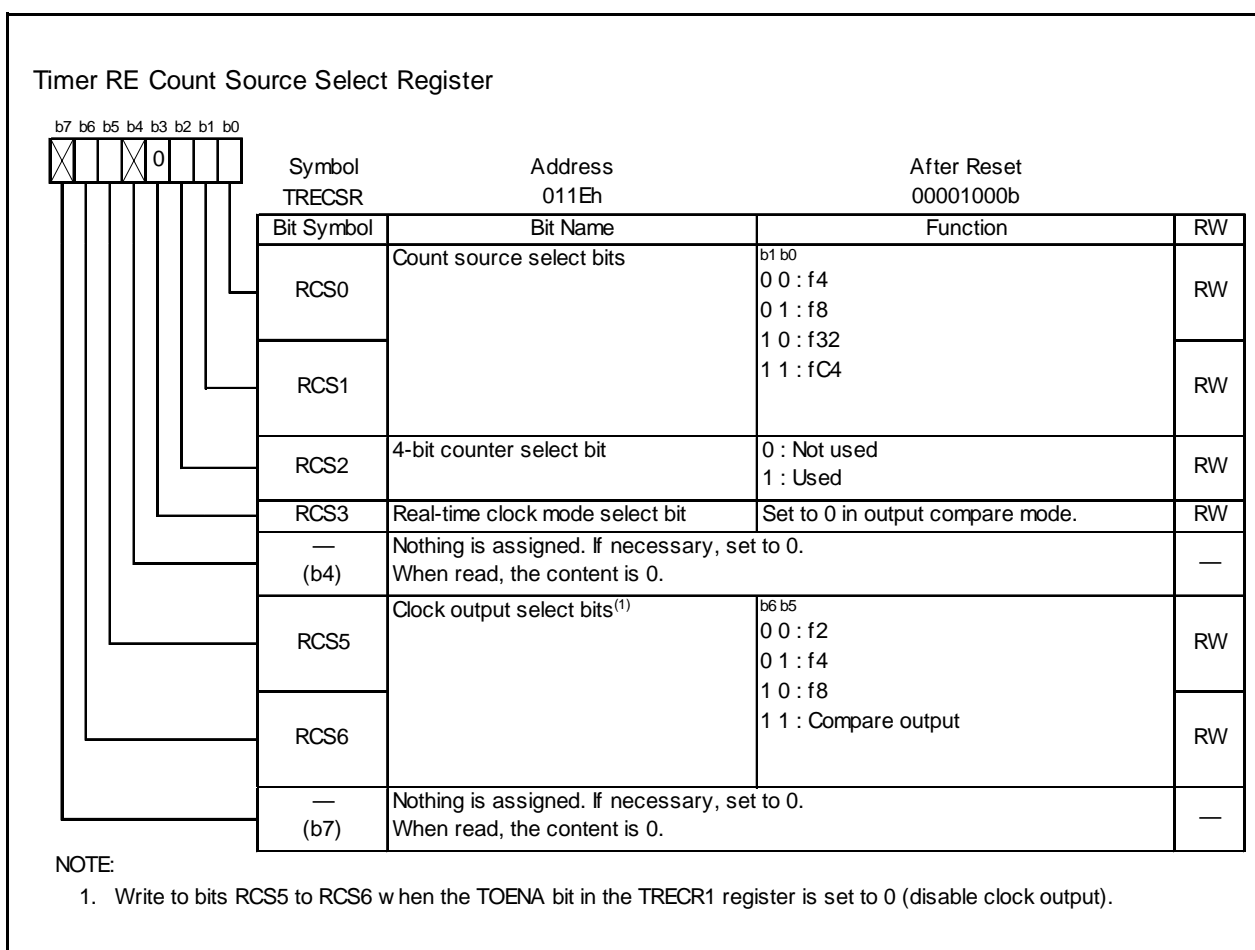 Timer RE Count Source Select Register
b7 b6 b5 b4 b3 b2 b1 b0
0
Symbol Address After Reset
TRECSR 011Eh 00001000b
Bit Symbol Bit Name Function RW
RCS0 Count source select bits b1 b0 RW
0 0 : f4
0 1 : f8
1 0 : f32
RCS1 1 1 : fC4 RW
RCS2 4-bit counter select bit 0 : Not used RW
1 : Used
RCS3 Real-time clock mode select bit Set to 0 in output compare mode. RW
— Nothing is assigned. If necessary, set to 0. —
(b4) When read, the content is 0.
RCS5 Clock output select bits(1) b6 b5 RW
0 0 : f2
0 1 : f4
1 0 : f8
RCS6 1 1 : Compare output RW
— Nothing is assigned. If necessary, set to 0. —
(b7) When read, the content is 0.
NOTE:
1. Write to bits RCS5 to RCS6 when the TOENA bit in the TRECR1 register is set to 0 (disable clock output).